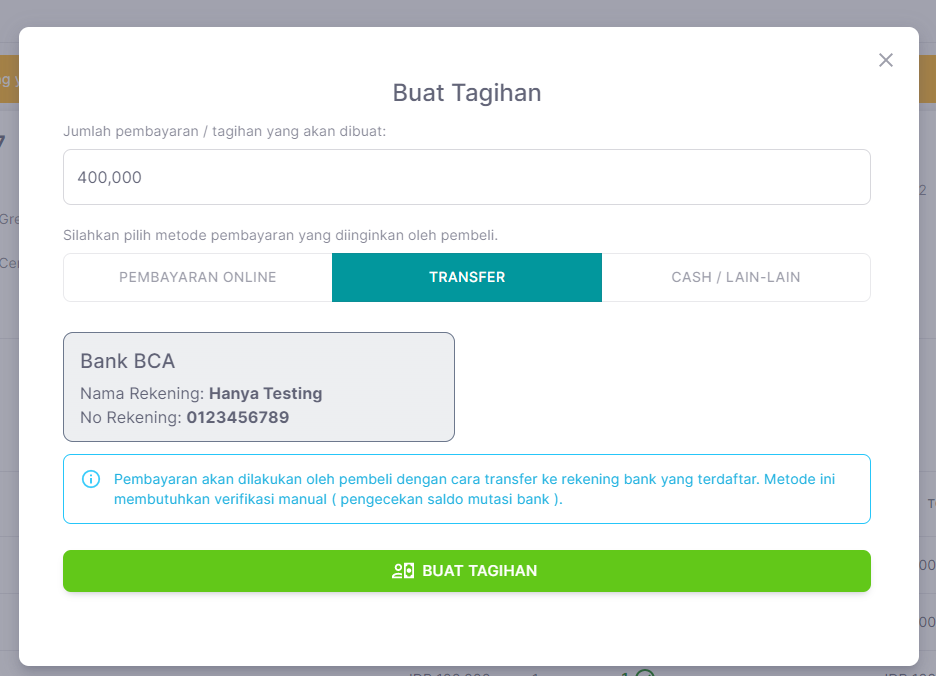 Buat Tagihan
Jumlah pembayaran / tagihan yang akan dibuat:
400,000
Silahkan pilih metode pembayaran yang diinginkan oleh pembeli.
PEMBAYARAN ONLINE
TRANSFER
CASH / LAIN-LAIN
Bank BCA
Nama Rekening: Hanya Testing
No Rekening: 0123456789
Pembayaran akan dilakukan oleh pembeli dengan cara transfer ke rekening bank yang terdaftar. Metode ini
membutuhkan verifikasi manual ( pengecekan saldo mutasi bank ).
BUAT TAGIHAN